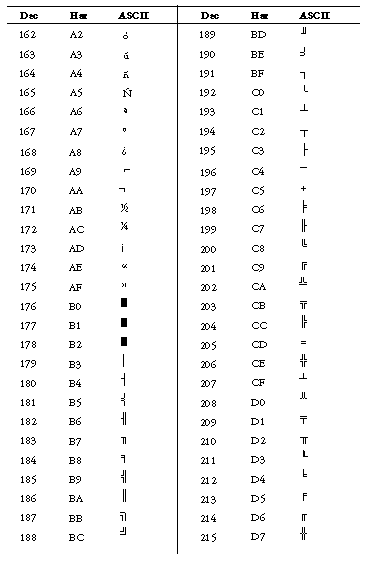 Dec Hex ASCII
162 A2 ó
163 A3 ú
164 A4 ñ
165 A5 Ñ
166 A6 ª
167 A7 º
168 A8 ¿
169 A9 ⌐
170 AA ¬
171 AB ½
172 AC ¼
173 AD ¡
174 AE «
175 AF »
176 B0 █
177 B1 █
178 B2 █
179 B3 │
180 B4 ┤
181 B5 ╡
182 B6 ╢
183 B7 ╖
184 B8 ╕
185 B9 ╣
186 BA ║
187 BB ╗
188 BC ╝
Dec Hex ASCII
189 BD ╜
190 BE ╛
191 BF ┐
192 C0 └
193 C1 ┴
194 C2 ┬
195 C3 ├
196 C4 ─
197 C5 ┼
198 C6 ╞
199 C7 ╟
200 C8 ╚
201 C9 ╔
202 CA ╩
203 CB ╦
204 CC ╠
205 CD ═
206 CE ╬
207 CF ╧
208 D0 ╨
209 D1 ╤
210 D2 ╥
211 D3 ╙
212 D4 ╘
213 D5 ╒
214 D6 ╓
215 D7 ╫